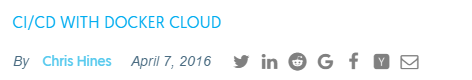 CI/CD WITH DOCKER CLOUD
By Chris Hines April 7, 2016